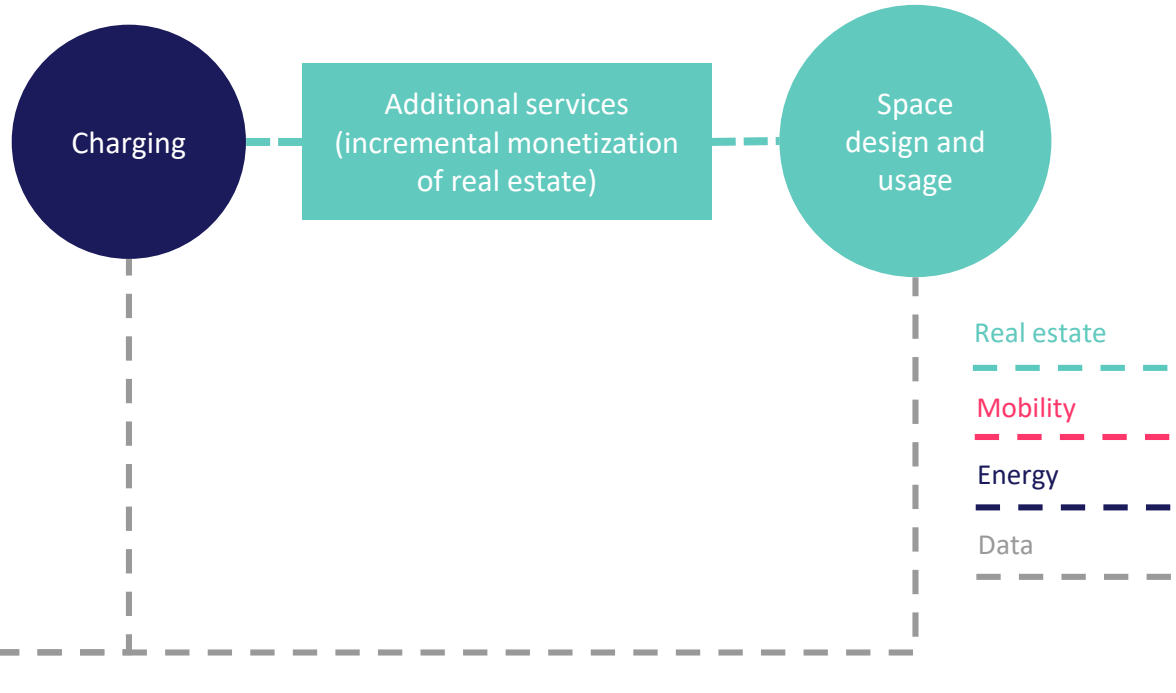 Charging
Additional services
(incremental monetization
of real estate)
Space
design and
usage
Real estate
Mobility
Energy
Data